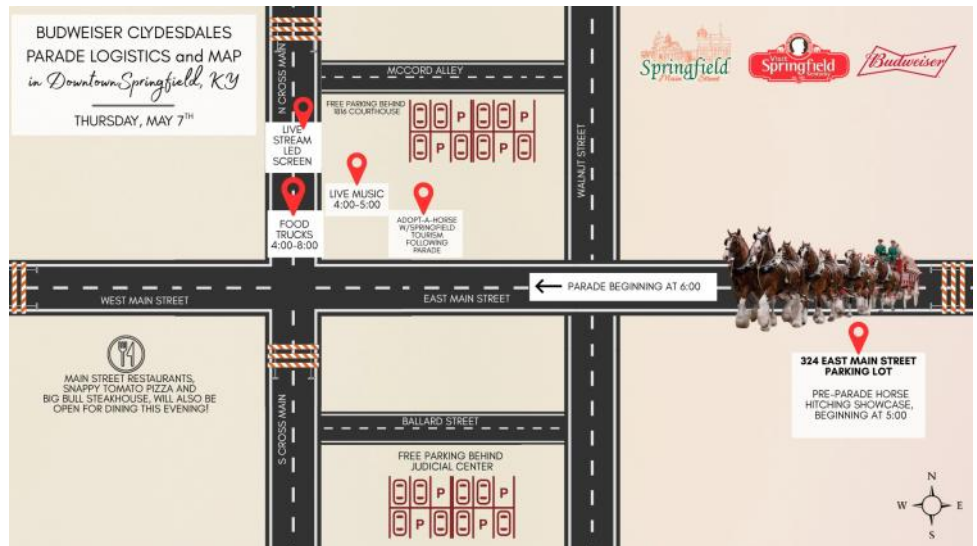 BUDWEISER CLYDESDALES
PARADE LOGISTICS and MAP
in Downtown Springfield, KY
THURSDAY, MAY 7TH
N CROSS MAIN
MCCORD ALLEY
FREE PARKING BEHIND
1816 COURTHOUSE
P P
P P
LIVE
STREAM
LED
SCREEN
LIVE MUSIC
4:00-5:00
FOOD
TRUCKS
4:00-8:00
ADOPT-A-HORSE
W/SPRINGFIELD
TOURISM
FOLLOWING
PARADE
WALNUT STREET
Springfield
Main Street
Visit
Springfield
Budweiser
WEST MAIN STREET
EAST MAIN STREET
PARADE BEGINNING AT 6:00
MAIN STREET RESTAURANTS,
SNAPPY TOMATO PIZZA AND
BIG BULL STEAKHOUSE, WILL ALSO BE
OPEN FOR DINING THIS EVENING!
324 EAST MAIN STREET
PARKING LOT
PRE-PARADE HORSE
HITCHING SHOWCASE,
BEGINNING AT 5:00
S CROSS MAIN
BALLARD STREET
FREE PARKING BEHIND
JUDICIAL CENTER
P P
P P
N
W E
S